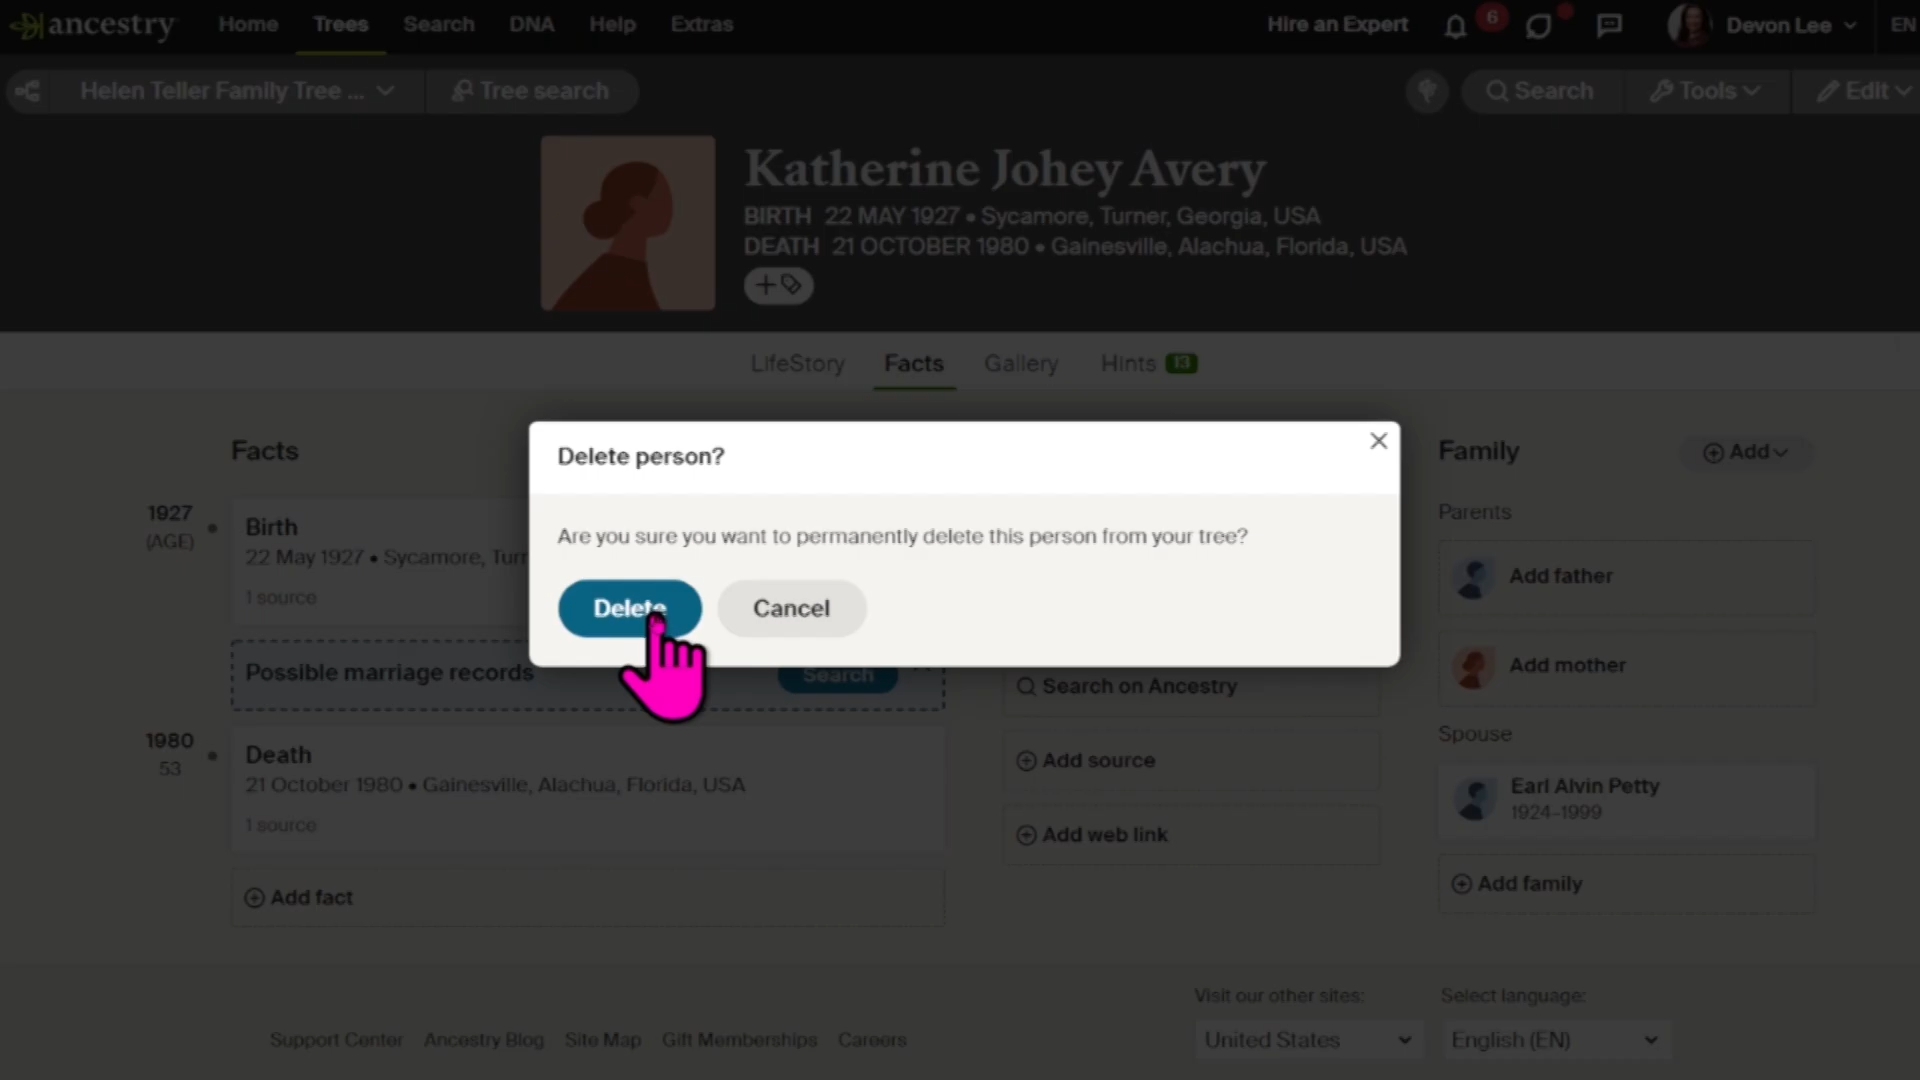 ancestry Home Trees Search DNA Help Extras Hire an Expert 6 Devon Lee EN
Helen Teller Family Tree ... Tree search Search Tools Edit
Katherine Johey Avery
BIRTH 22 MAY 1927 • Sycamore, Turner, Georgia, USA
DEATH 21 OCTOBER 1980 • Gainesville, Alachua, Florida, USA
LifeStory Facts Gallery Hints 13
Facts
1927
(AGE)
Birth
22 May 1927 • Sycamore, Turn
1 source
Possible marriage records
Search
1980
53
Death
21 October 1980 • Gainesville, Alachua, Florida, USA
1 source
Add fact
Delete person?
Are you sure you want to permanently delete this person from your tree?
Delete Cancel
Search on Ancestry
Add source
Add web link
Family Add
Parents
Add father
Add mother
Spouse
Earl Alvin Petty
1924–1999
Add family
Support Center Ancestry Blog Site Map Gift Memberships Careers
Visit our other sites:
United States
Select language:
English (EN)